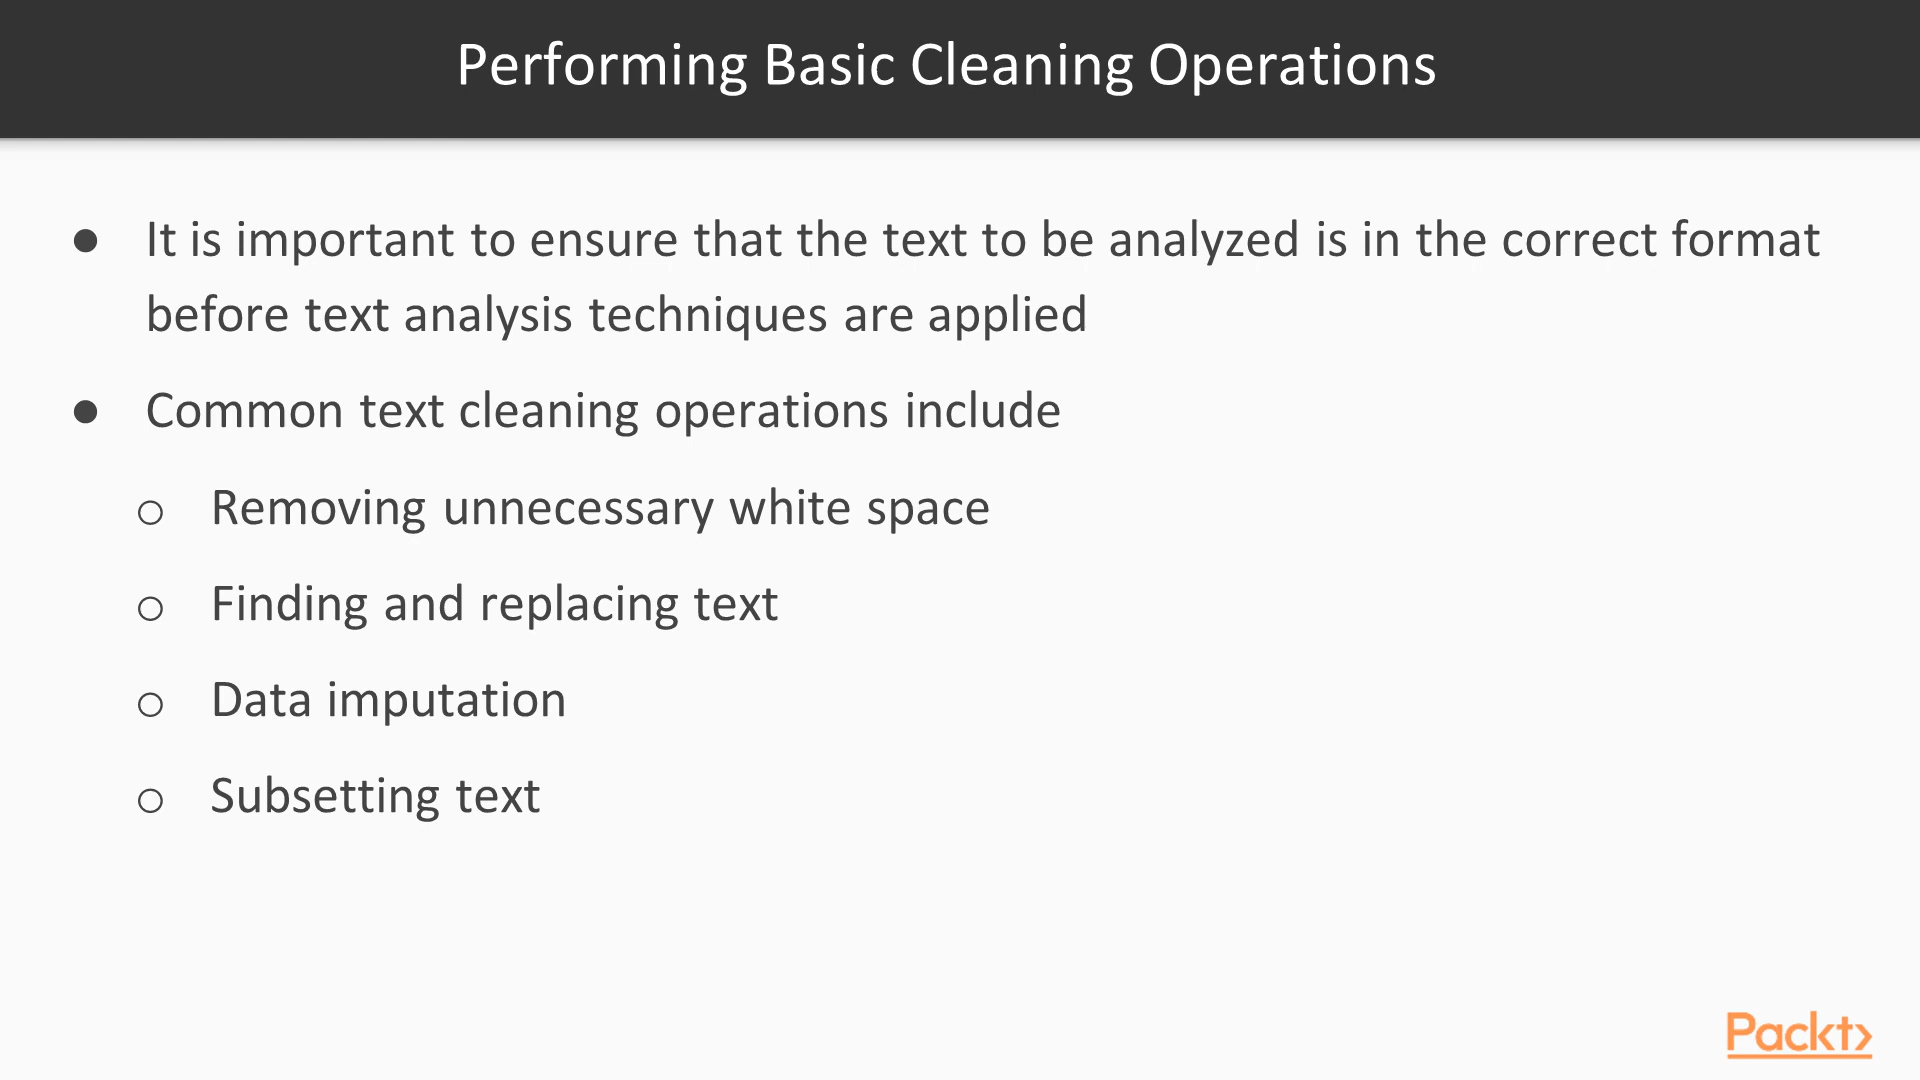 Performing Basic Cleaning Operations
● It is important to ensure that the text to be analyzed is in the correct format
before text analysis techniques are applied
● Common text cleaning operations include
○ Removing unnecessary white space
○ Finding and replacing text
○ Data imputation
○ Subsetting text
Packt>